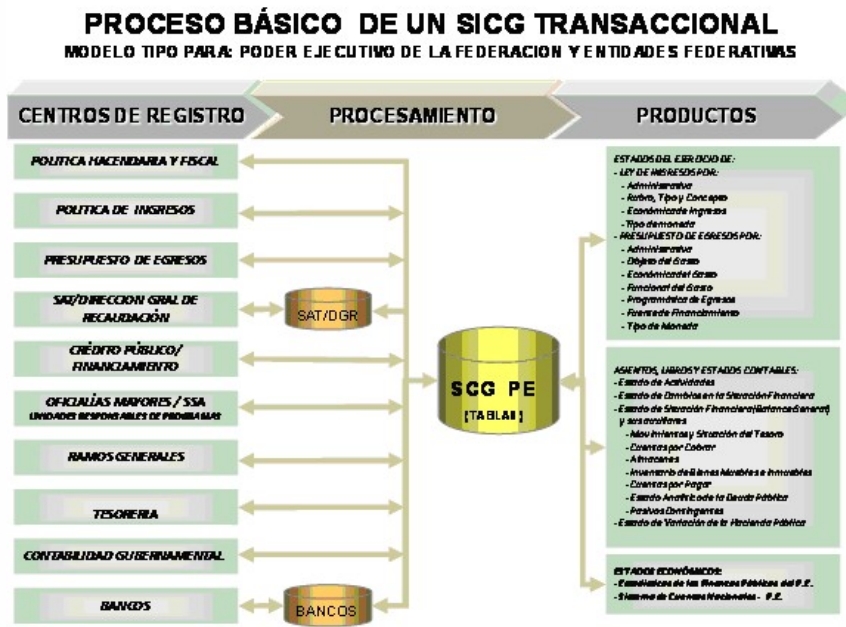 PROCESO BÁSICO DE UN SICG TRANSACCIONAL
MODELO TIPO PARA: PODER EJECUTIVO DE LA FEDERACION Y ENTIDADES FEDERATIVAS
CENTROS DE REGISTRO
PROCESAMIENTO
PRODUCTOS
POLITICA HACENDARIA Y FISCAL
POLITICA DE INGRESOS
PRESUPUESTO DE EGRESOS
SAT/DIRECCION GRAL DE
RECAUDACIÓN
CRÉDITO PÚBLICO/
FINANCIAMIENTO
OFICIALÍAS MAYORES / SSA
UNIDADES RESPONSABLES DE PROGRAMAS
RAMOS GENERALES
TESORERIA
CONTABILIDAD GUBERNAMENTAL
BANCOS
SAT/DGR
BANCOS
SCG PE
(TABLAS)
ESTADOS DEL EJERCICIO DE:
- LEY DE INGRESOS POR:
- Administrativa
- Rubro, Tipo y Concepto
- Económica de Ingresos
- Tipo de moneda
- PRESUPUESTO DE EGRESOS POR:
- Administrativa
- Objeto del Gasto
- Económica del Gasto
- Funcional del Gasto
- Programática de Egresos
- Fuente de Financiamiento
- Tipo de Moneda
ASIENTOS, LIBROS Y ESTADOS CONTABLES:
- Estado de Actividades
- Estado de Cambios en la Situación Financiera
- Estado de Situación Financiera (Balance General)
y sus auxiliares
- Movimientos y Situación del Tesoro
- Cuentas por Cobrar
- Almacenes
- Inventario de Bienes Muebles e Inmuebles
- Cuentas por Pagar
- Estado Analítico de la Deuda Pública
- Pasivos Contingentes
- Estado de Variación de la Hacienda Pública
ESTADOS ECONÓMICOS:
- Estadísticas de las Finanzas Públicas del P.E.
- Sistema de Cuentas Nacionales - P.E.